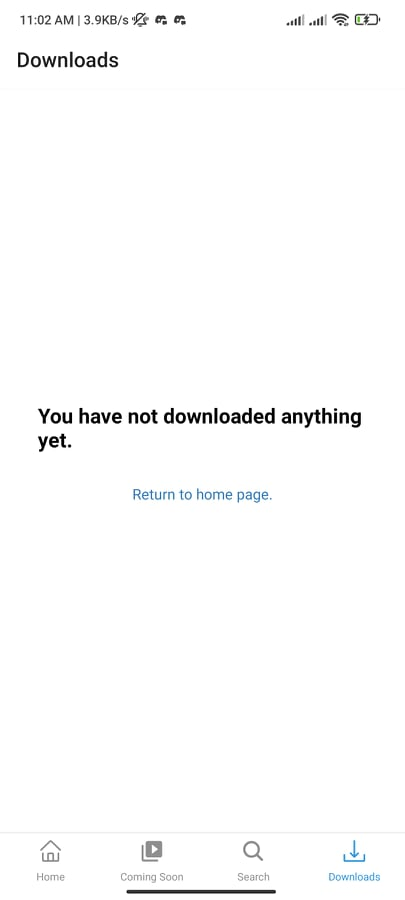 11:02 AM | 3.9KB/s
Downloads
You have not downloaded anything
yet.
Return to home page.
Home
Coming Soon
Search
Downloads